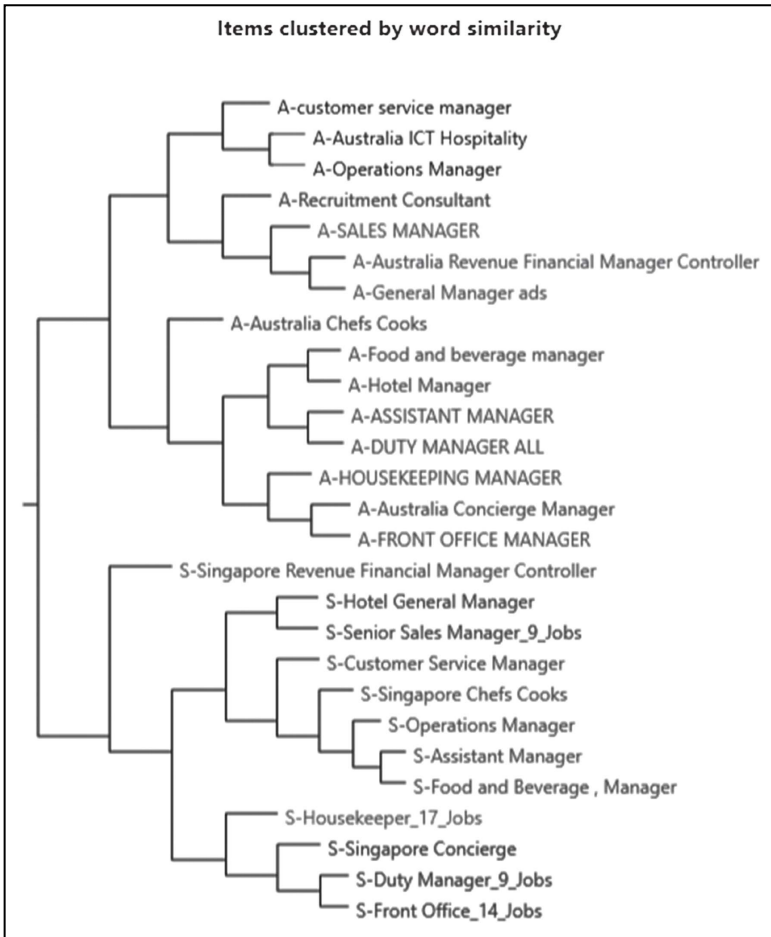 Items clustered by word similarity
A-customer service manager
A-Australia ICT Hospitality
A-Operations Manager
A-Recruitment Consultant
A-SALES MANAGER
A-Australia Revenue Financial Manager Controller
A-General Manager ads
A-Australia Chefs Cooks
A-Food and beverage manager
A-Hotel Manager
A-ASSISTANT MANAGER
A-DUTY MANAGER ALL
A-HOUSEKEEPING MANAGER
A-Australia Concierge Manager
A-FRONT OFFICE MANAGER
S-Singapore Revenue Financial Manager Controller
S-Hotel General Manager
S-Senior Sales Manager_9_Jobs
S-Customer Service Manager
S-Singapore Chefs Cooks
S-Operations Manager
S-Assistant Manager
S-Food and Beverage , Manager
S-Housekeeper_17_Jobs
S-Singapore Concierge
S-Duty Manager_9_Jobs
S-Front Office_14_Jobs